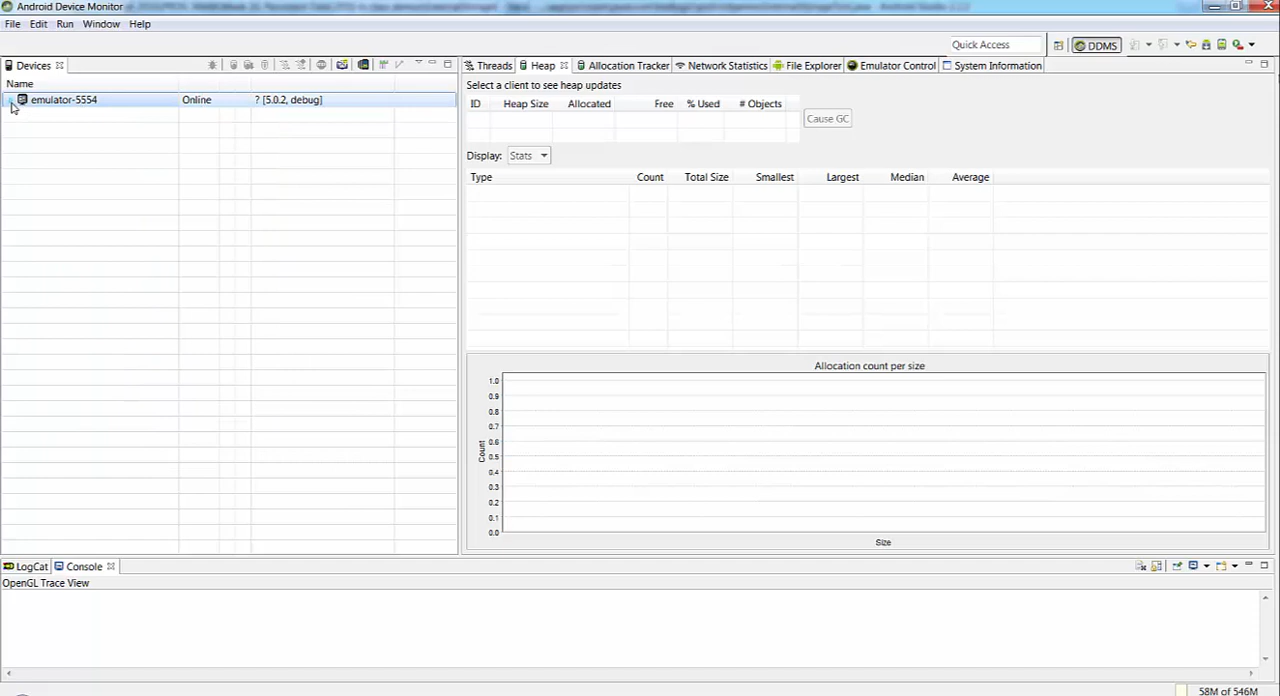 Android Device Monitor
File Edit Run Window Help
Quick Access DDMS
Devices
Name
emulator-5554 Online ? [5.0.2, debug]
Threads Heap Allocation Tracker Network Statistics File Explorer Emulator Control System Information
Select a client to see heap updates
ID Heap Size Allocated Free % Used # Objects
Cause GC
Display: Stats
Type Count Total Size Smallest Largest Median Average
Allocation count per size
1.0
0.9
0.8
0.7
0.6
0.5
0.4
0.3
0.2
0.1
0.0
Count
Size
LogCat Console
OpenGL Trace View
58M of 546M